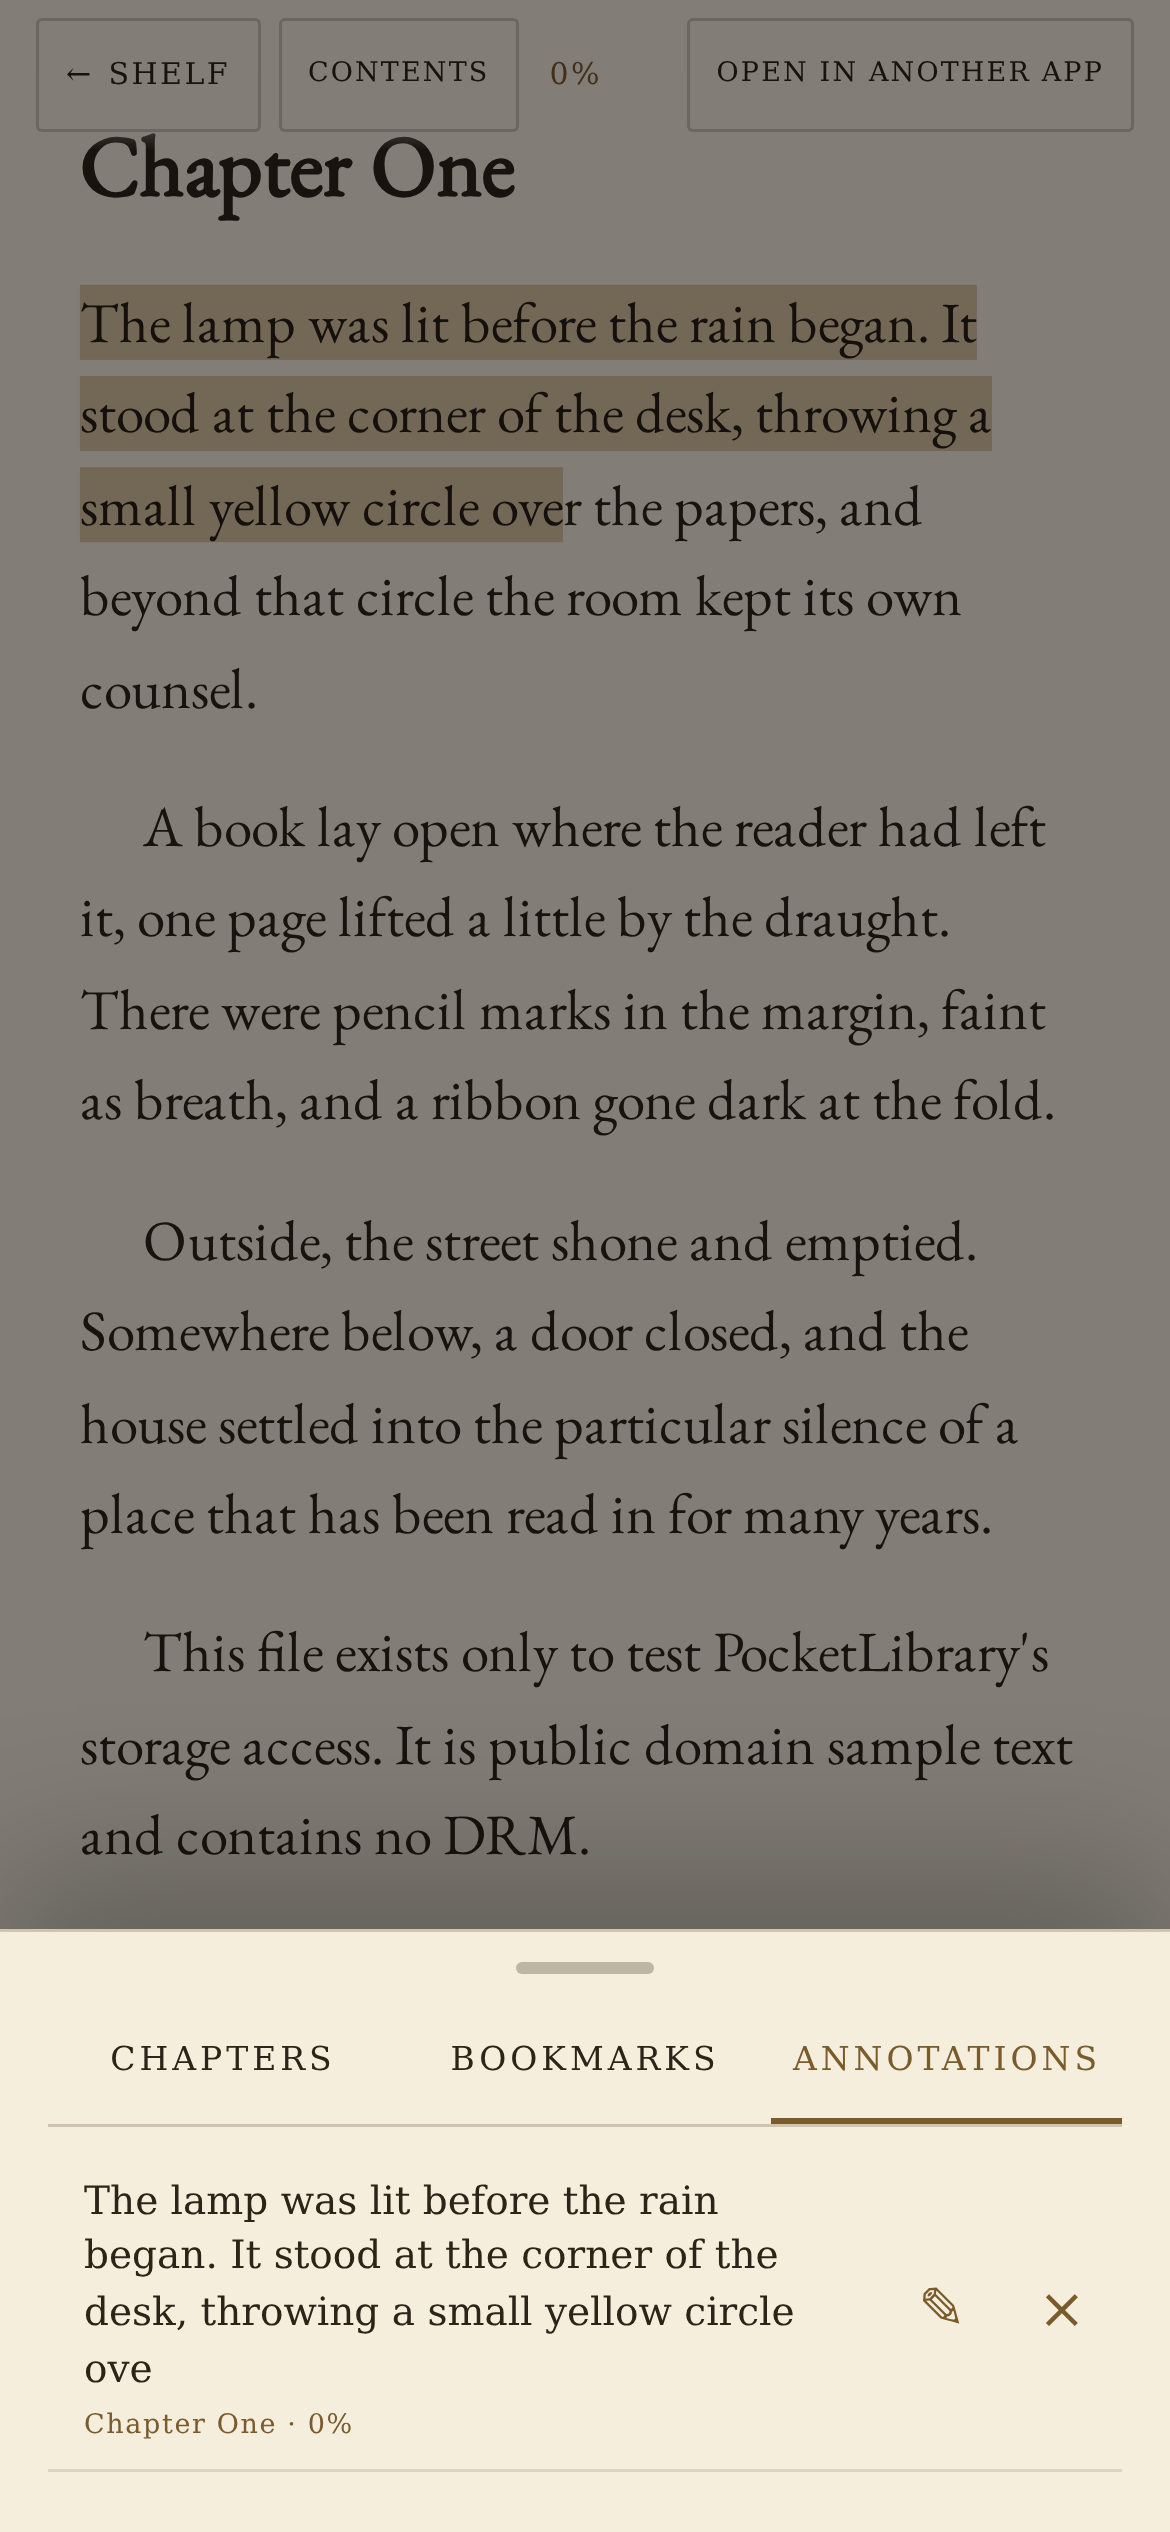 ← SHELF
CONTENTS
0%
OPEN IN ANOTHER APP
Chapter One
The lamp was lit before the rain began. It
stood at the corner of the desk, throwing a
small yellow circle over the papers, and
beyond that circle the room kept its own
counsel.
A book lay open where the reader had left
it, one page lifted a little by the draught.
There were pencil marks in the margin, faint
as breath, and a ribbon gone dark at the fold.
Outside, the street shone and emptied.
Somewhere below, a door closed, and the
house settled into the particular silence of a
place that has been read in for many years.
This file exists only to test PocketLibrary's
storage access. It is public domain sample text
and contains no DRM.
CHAPTERS
BOOKMARKS
ANNOTATIONS
The lamp was lit before the rain
began. It stood at the corner of the
desk, throwing a small yellow circle
ove
Chapter One · 0%